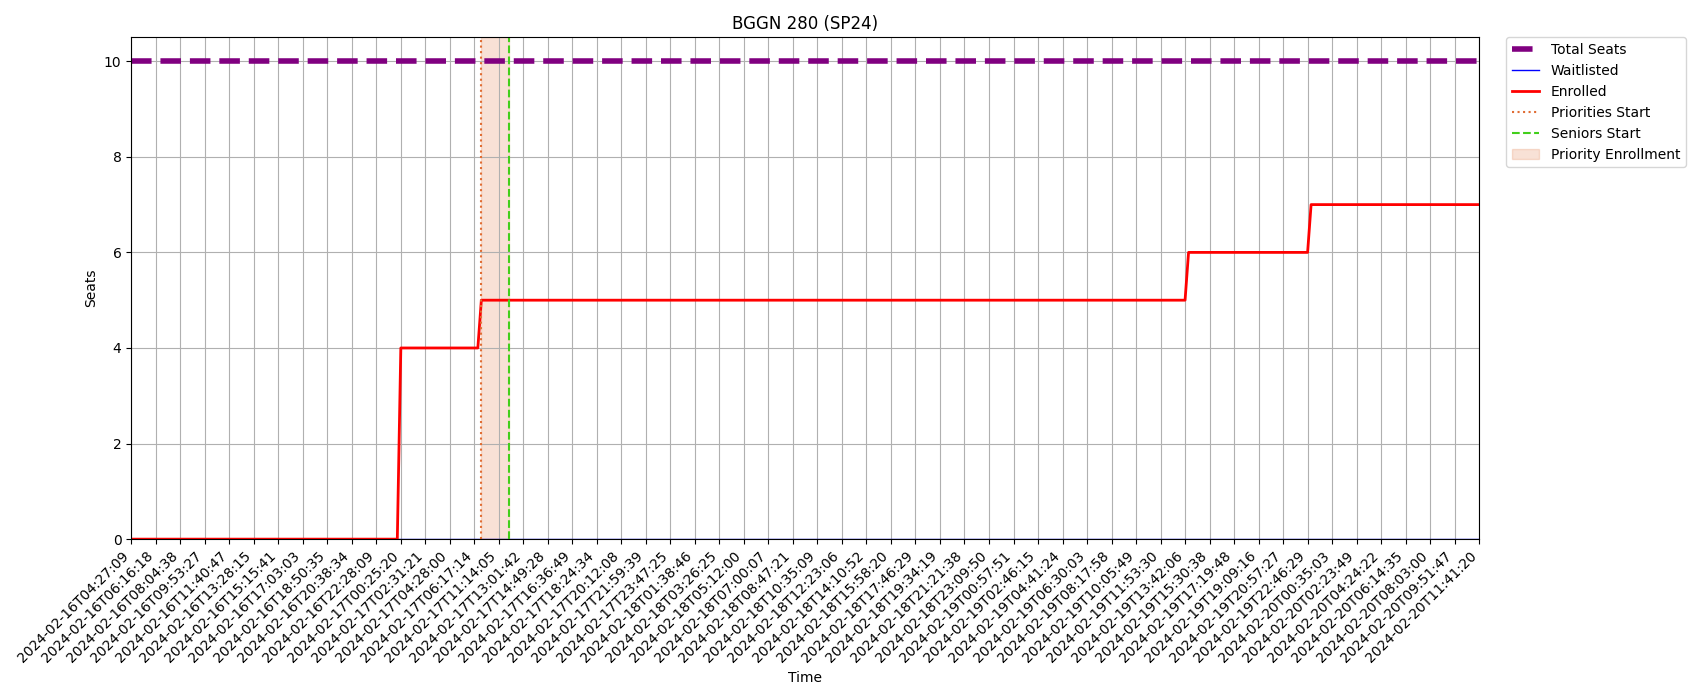 BGGN 280 (SP24)
10
8
6
4
2
0
Seats
2024-02-16T04:27:09
2024-02-16T06:16:18
2024-02-16T08:04:38
2024-02-16T09:53:27
2024-02-16T11:40:47
2024-02-16T13:28:15
2024-02-16T15:15:41
2024-02-16T17:03:03
2024-02-16T18:50:35
2024-02-16T20:38:34
2024-02-16T22:28:09
2024-02-17T00:25:20
2024-02-17T02:31:21
2024-02-17T04:28:00
2024-02-17T06:17:14
2024-02-17T11:14:05
2024-02-17T13:01:42
2024-02-17T14:49:28
2024-02-17T16:36:49
2024-02-17T18:24:34
2024-02-17T20:12:08
2024-02-17T21:59:39
2024-02-17T23:47:25
2024-02-18T01:38:46
2024-02-18T03:26:25
2024-02-18T05:12:00
2024-02-18T07:00:07
2024-02-18T08:47:21
2024-02-18T10:35:09
2024-02-18T12:23:06
2024-02-18T14:10:52
2024-02-18T15:58:20
2024-02-18T17:46:29
2024-02-18T19:34:19
2024-02-18T21:21:38
2024-02-18T23:09:50
2024-02-19T00:57:51
2024-02-19T02:46:15
2024-02-19T04:41:24
2024-02-19T06:30:03
2024-02-19T08:17:58
2024-02-19T10:05:49
2024-02-19T11:53:30
2024-02-19T13:42:06
2024-02-19T15:30:38
2024-02-19T17:19:48
2024-02-19T19:09:16
2024-02-19T20:57:27
2024-02-19T22:46:29
2024-02-20T00:35:03
2024-02-20T02:23:49
2024-02-20T04:24:22
2024-02-20T06:14:35
2024-02-20T08:03:00
2024-02-20T09:51:47
2024-02-20T11:41:20
Time
Total Seats
Waitlisted
Enrolled
Priorities Start
Seniors Start
Priority Enrollment